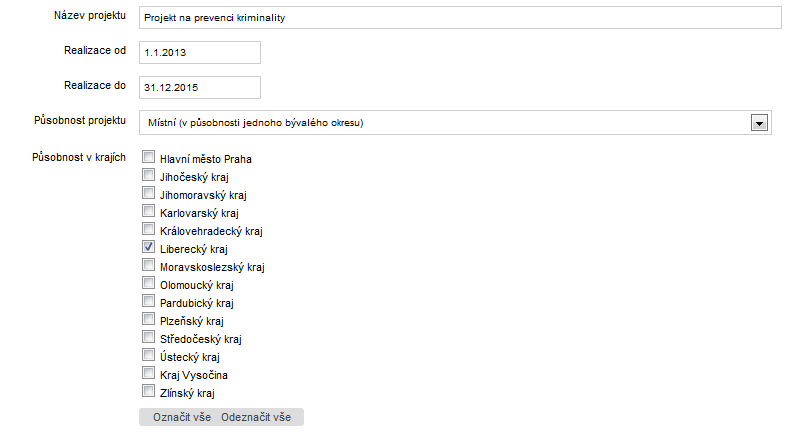 Název projektu Projekt na prevenci kriminality
Realizace od 1.1.2013
Realizace do 31.12.2015
Působnost projektu Místní (v působnosti jednoho bývalého okresu)
Působnost v krajích
Hlavní město Praha
Jihočeský kraj
Jihomoravský kraj
Karlovarský kraj
Královehradecký kraj
Liberecký kraj
Moravskoslezský kraj
Olomoucký kraj
Pardubický kraj
Plzeňský kraj
Středočeský kraj
Ústecký kraj
Kraj Vysočina
Zlínský kraj
Označit vše Odeznačit vše